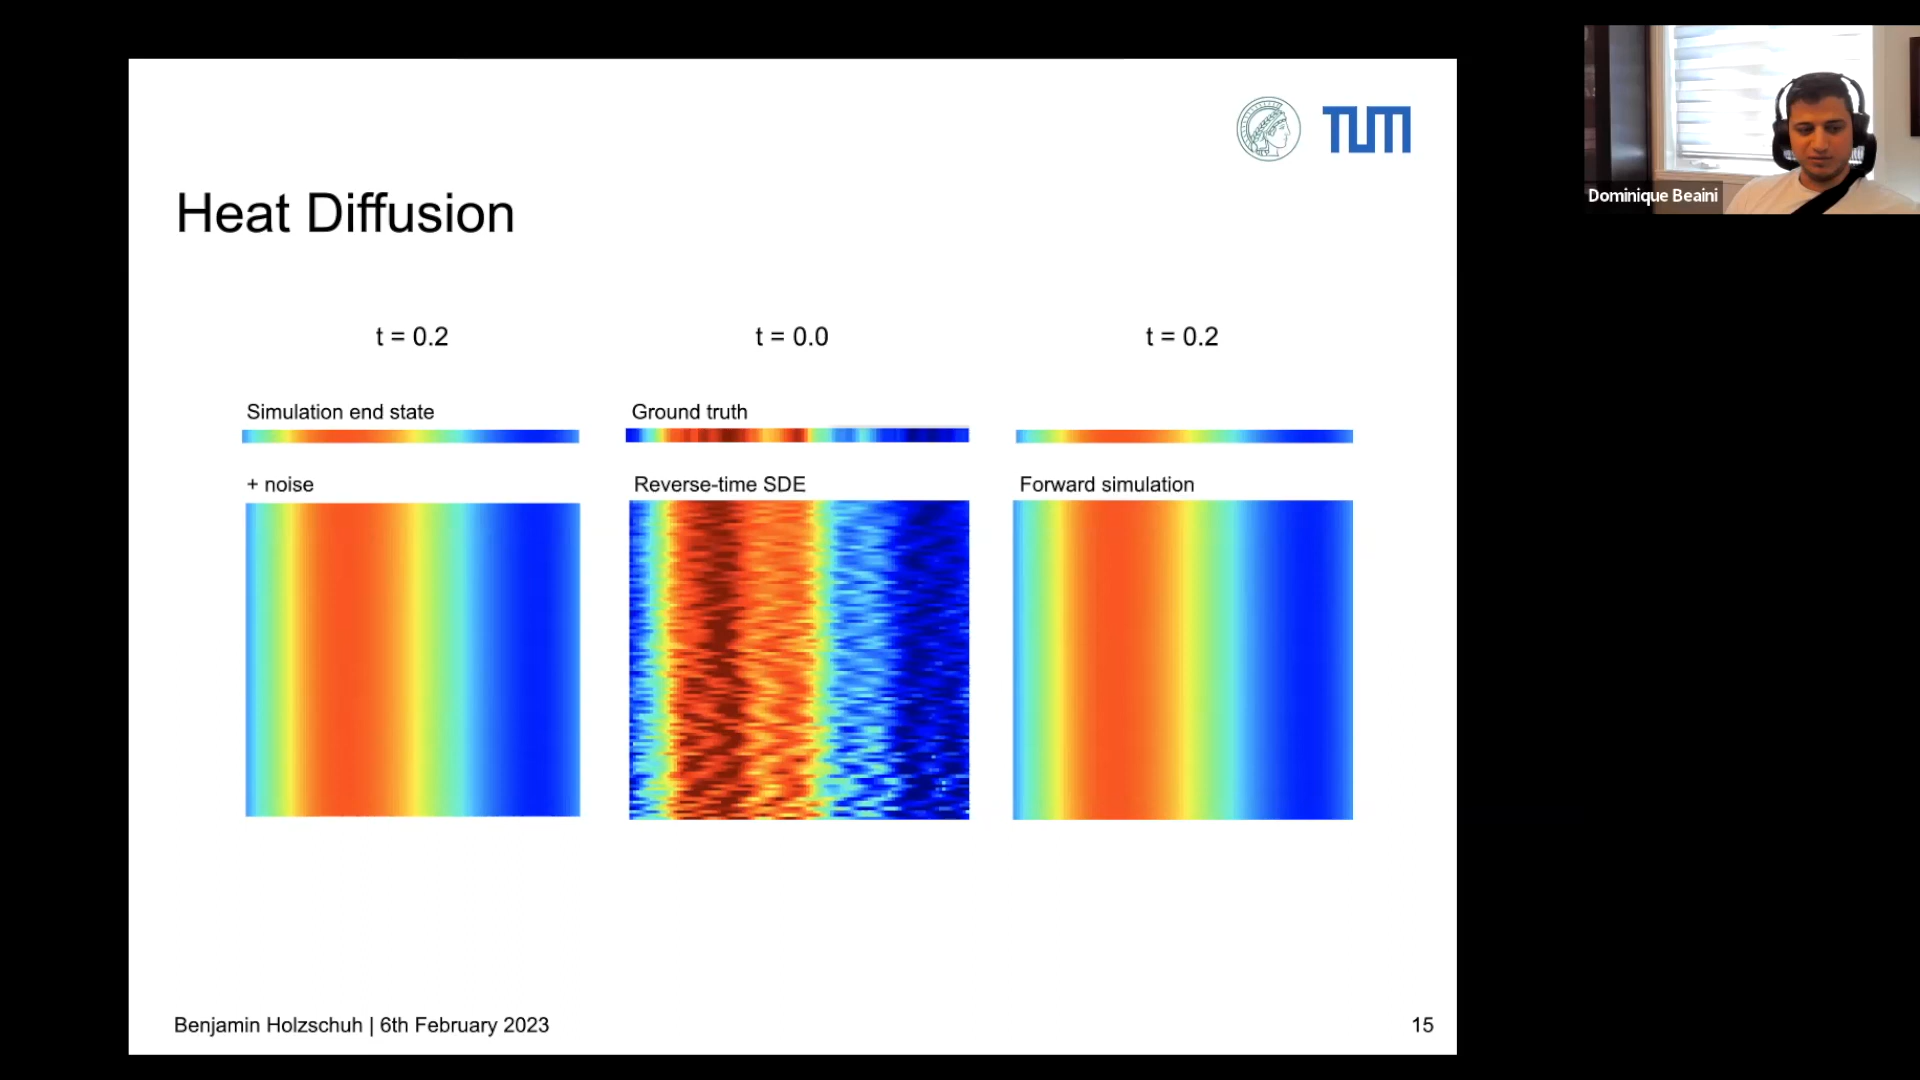 TUM
Dominique Beaini
Heat Diffusion
t = 0.2
t = 0.0
t = 0.2
Simulation end state
Ground truth
+ noise
Reverse-time SDE
Forward simulation
Benjamin Holzschuh | 6th February 2023
15